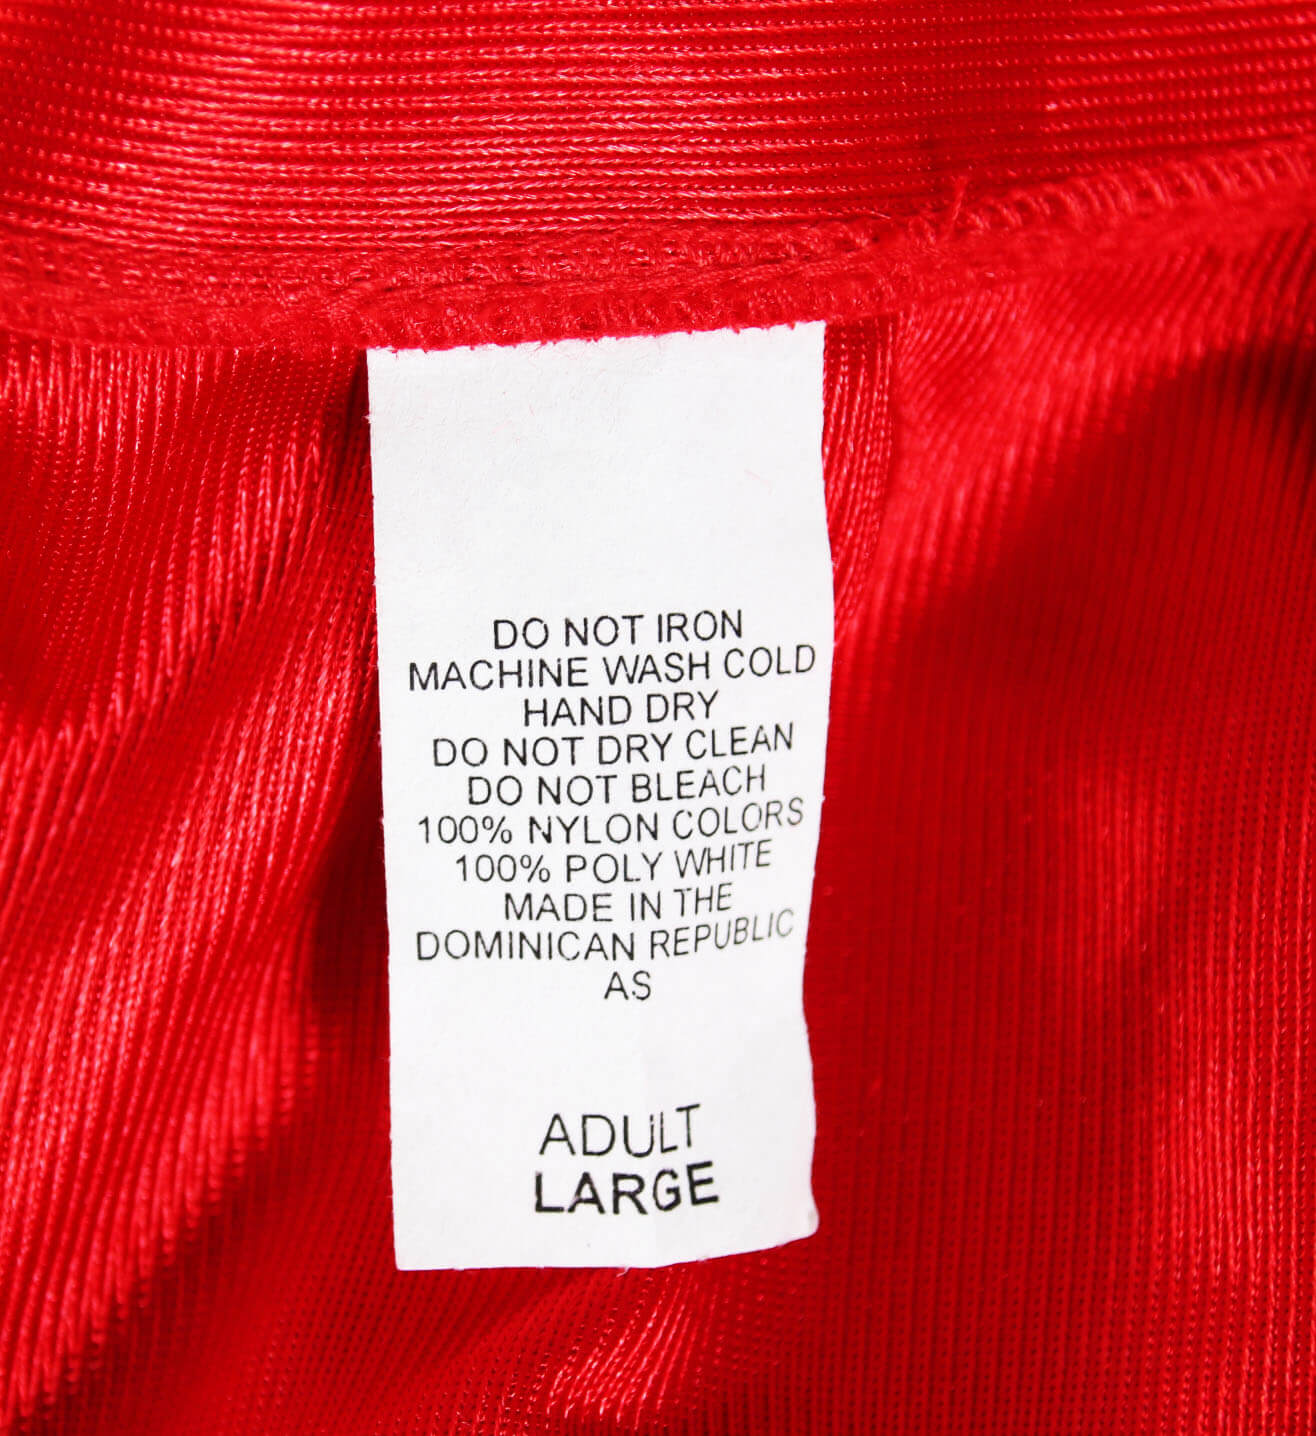 DO NOT IRON
MACHINE WASH COLD
HAND DRY
DO NOT DRY CLEAN
DO NOT BLEACH
100% NYLON COLORS
100% POLY WHITE
MADE IN THE
DOMINICAN REPUBLIC
AS
ADULT
LARGE